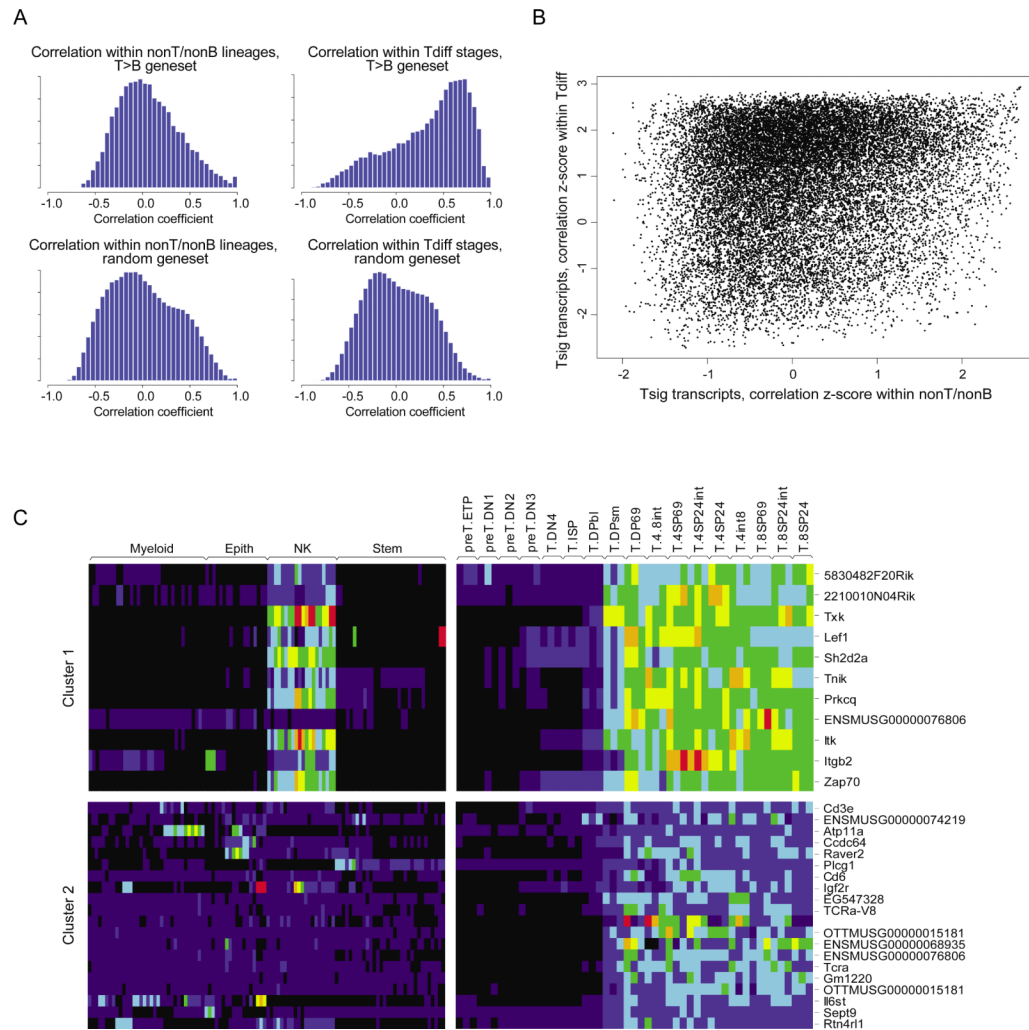 A
Correlation within nonT/nonB lineages,
T>B geneset
-1.0 -0.5 0.0 0.5 1.0
Correlation coefficient
Correlation within Tdiff stages,
T>B geneset
-1.0 -0.5 0.0 0.5 1.0
Correlation coefficient
Correlation within nonT/nonB lineages,
random geneset
-1.0 -0.5 0.0 0.5 1.0
Correlation coefficient
Correlation within Tdiff stages,
random geneset
-1.0 -0.5 0.0 0.5 1.0
Correlation coefficient
B
Tsig transcripts, correlation z-score within Tdiff
3
2
1
0
-1
-2
-2 -1 0 1 2
Tsig transcripts, correlation z-score within nonT/nonB
C
Myeloid
Epith
NK
Stem
preT.ETP
preT.DN1
preT.DN2
preT.DN3
T.DN4
T.ISP
T.DPbl
T.DPsm
T.DP69
T.4.8int
T.4SP69
T.4SP24int
T.4SP24
T.4int8
T.8SP69
T.8SP24int
T.8SP24
Cluster 1
5830482F20Rik
2210010N04Rik
Txk
Lef1
Sh2d2a
Tnik
Prkcq
ENSMUSG00000076806
Itk
Itgb2
Zap70
Cluster 2
Cd3e
ENSMUSG00000074219
Atp11a
Ccdc64
Raver2
Plcg1
Cd6
Igf2r
EG547328
TCRa-V8
OTTMUSG00000015181
ENSMUSG00000068935
ENSMUSG00000076806
Tcra
Gm1220
OTTMUSG00000015181
Il6st
Sept9
Rtn4rl1